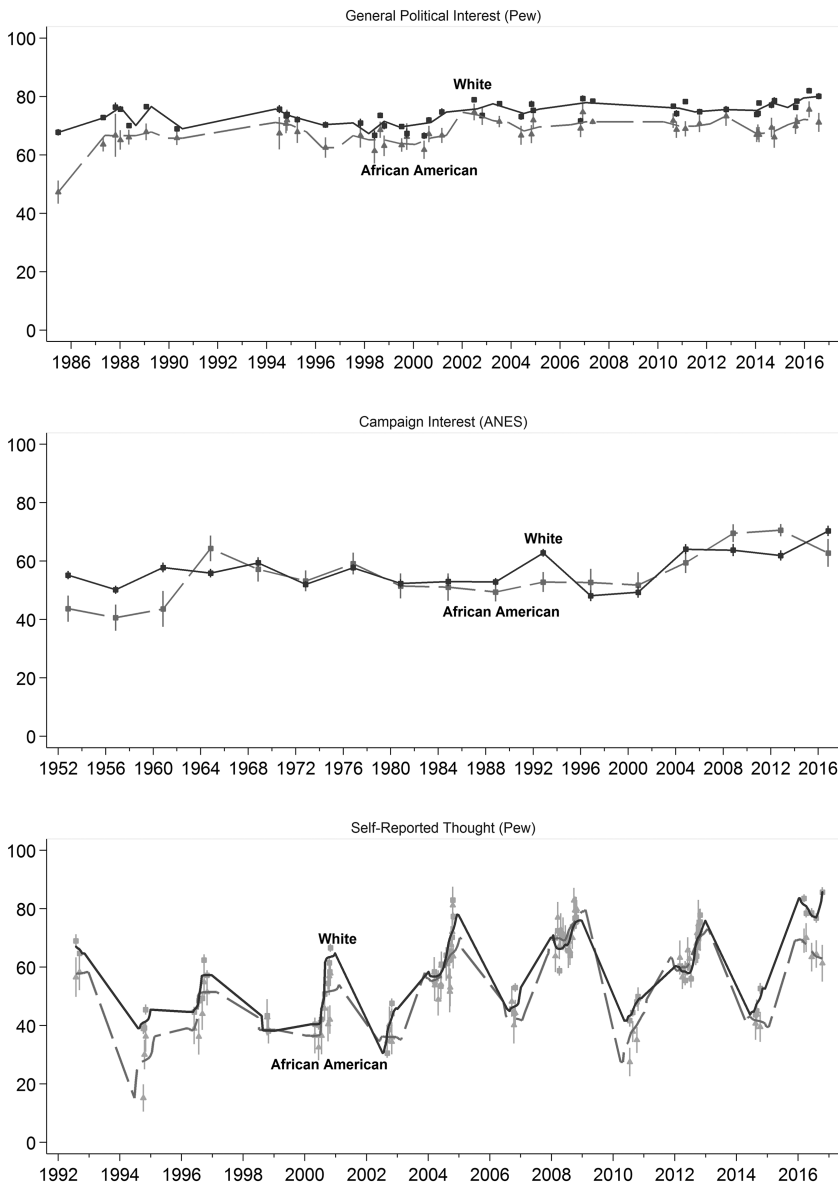 General Political Interest (Pew)
100
80
60
40
20
0
White
African American
1986 1988 1990 1992 1994 1996 1998 2000 2002 2004 2006 2008 2010 2012 2014 2016
Campaign Interest (ANES)
100
80
60
40
20
0
White
African American
1952 1956 1960 1964 1968 1972 1976 1980 1984 1988 1992 1996 2000 2004 2008 2012 2016
Self-Reported Thought (Pew)
100
80
60
40
20
0
White
African American
1992 1994 1996 1998 2000 2002 2004 2006 2008 2010 2012 2014 2016